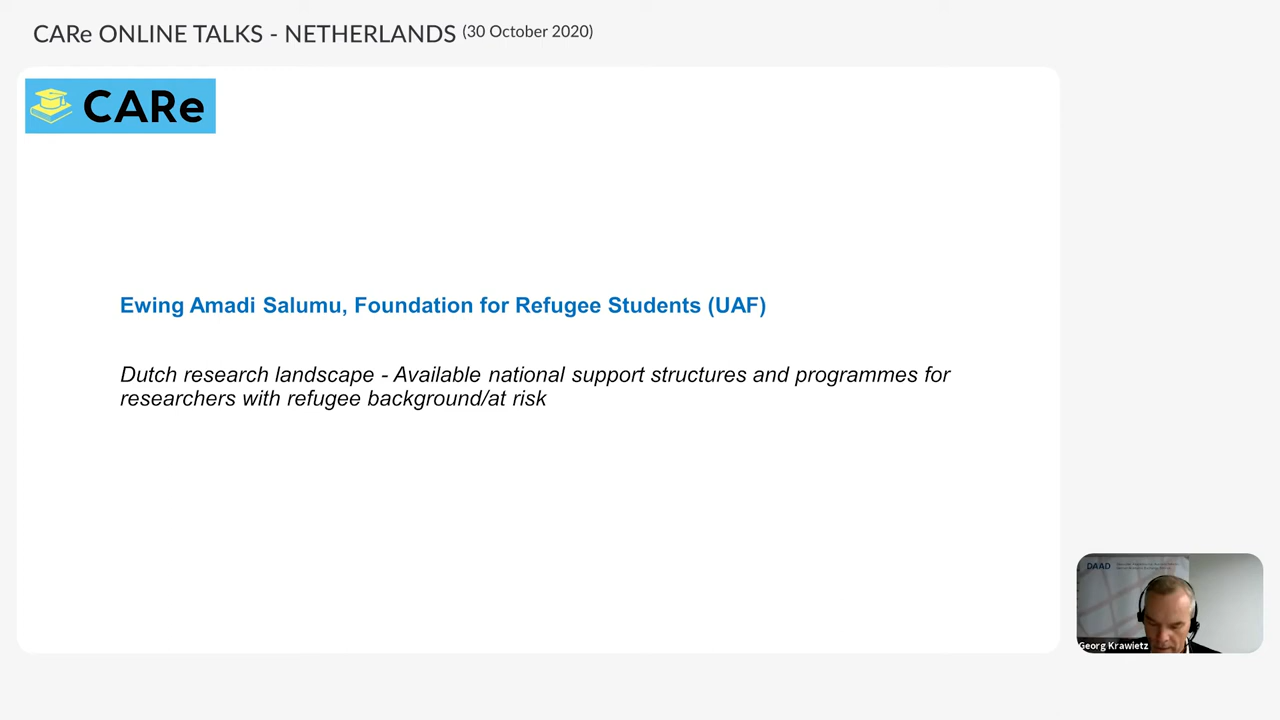 CARe ONLINE TALKS - NETHERLANDS (30 October 2020)
CARe
Ewing Amadi Salumu, Foundation for Refugee Students (UAF)
Dutch research landscape - Available national support structures and programmes for
researchers with refugee background/at risk
DAAD
Georg Krawietz